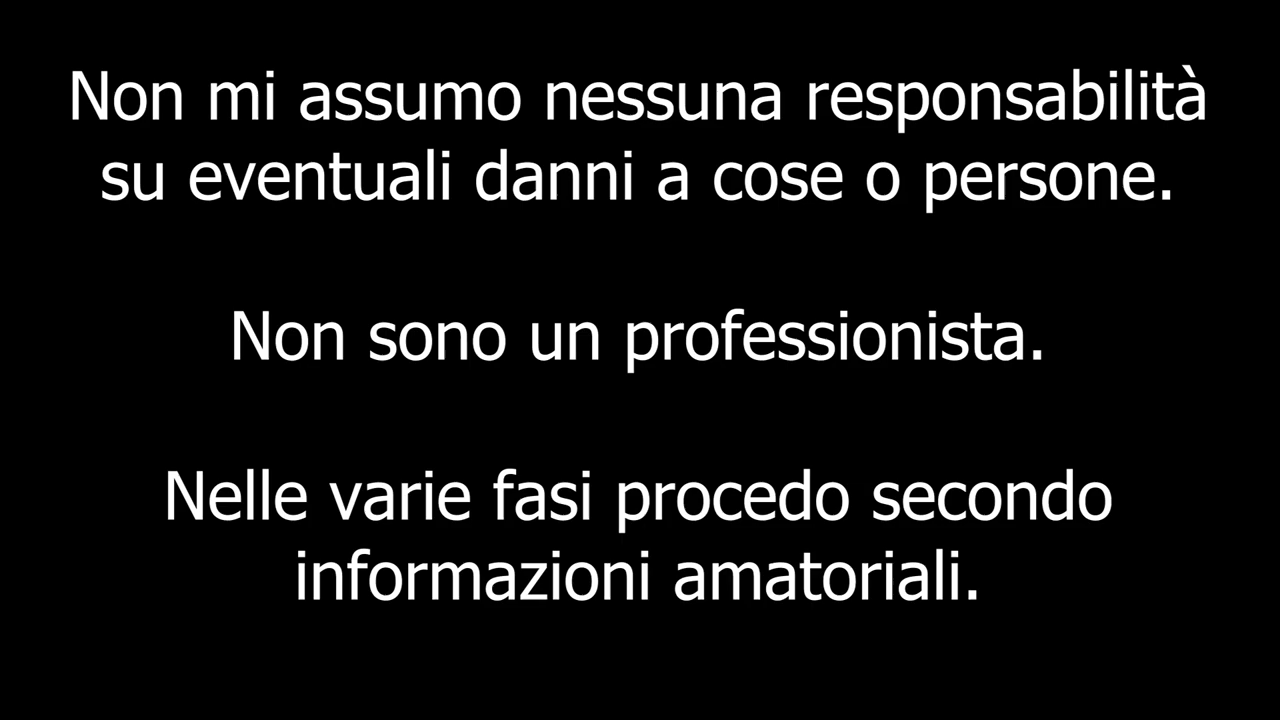 Non mi assumo nessuna responsabilità
su eventuali danni a cose o persone.
Non sono un professionista.
Nelle varie fasi procedo secondo
informazioni amatoriali.